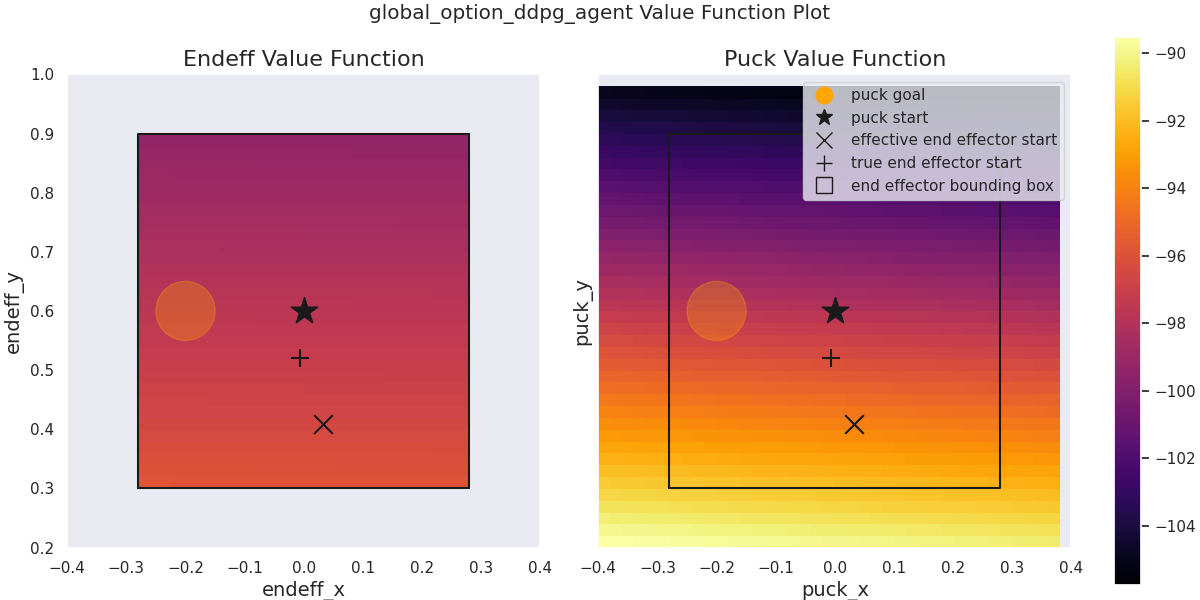 global_option_ddpg_agent Value Function Plot
Endeff Value Function
1.0
0.9
0.8
0.7
0.6
0.5
0.4
0.3
0.2
endeff_y
−0.4 −0.3 −0.2 −0.1 0.0 0.1 0.2 0.3 0.4
endeff_x
Puck Value Function
puck goal
puck start
effective end effector start
true end effector start
end effector bounding box
puck_y
−0.4 −0.3 −0.2 −0.1 0.0 0.1 0.2 0.3 0.4
puck_x
−90
−92
−94
−96
−98
−100
−102
−104